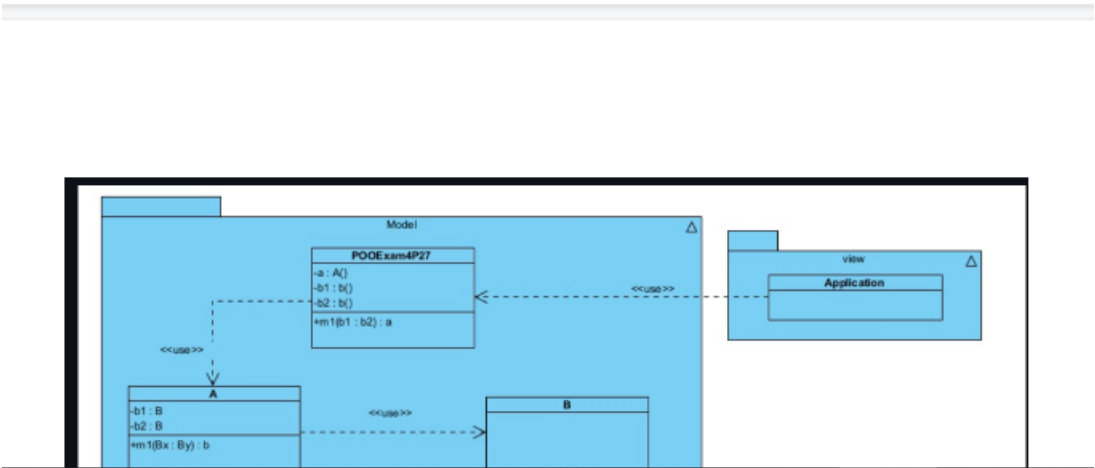 Model
POOExam4P27
-a : A()
-b1 : b()
-b2 : b()
+m1(b1 : b2) : a
<<use>>
view
Application
<<use>>
A
-b1 : B
-b2 : B
+m1(Bx : By) : b
<<use>>
B